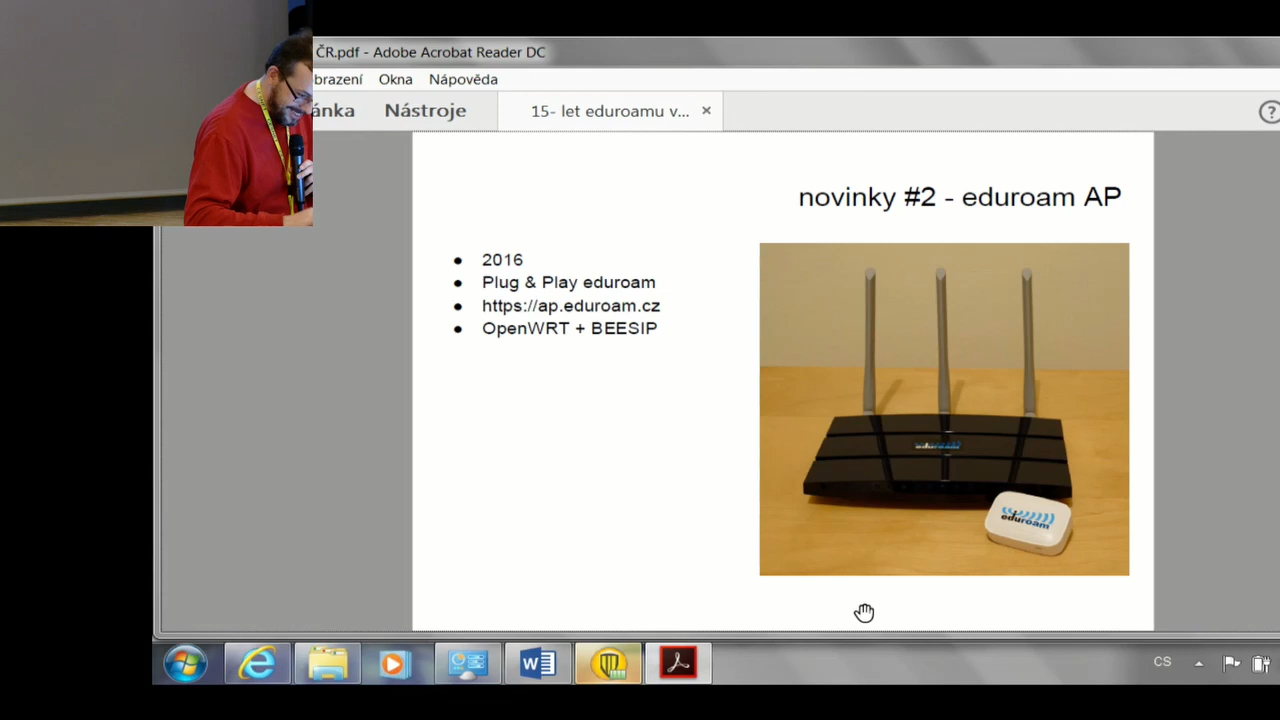 ČR.pdf - Adobe Acrobat Reader DC
brazení Okna Nápověda
ánka Nástroje 15- let eduroamu v... ×
?
novinky #2 - eduroam AP
• 2016
• Plug & Play eduroam
• https://ap.eduroam.cz
• OpenWRT + BEESIP
eduroam
eduroam
CS